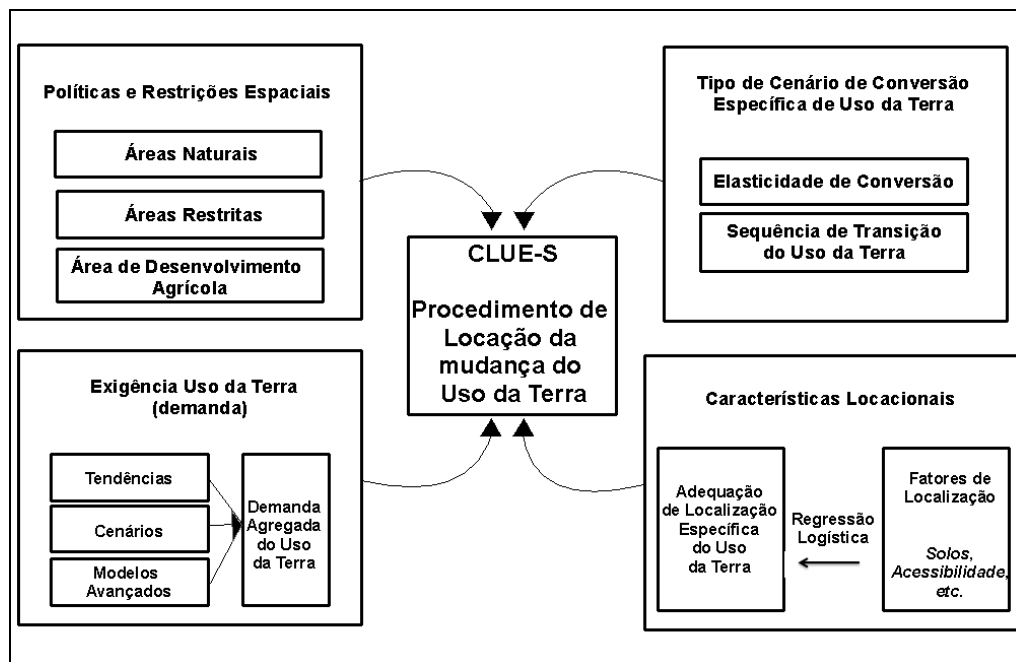 Políticas e Restrições Espaciais
Áreas Naturais
Áreas Restritas
Área de Desenvolvimento
Agrícola
Tipo de Cenário de Conversão
Específica de Uso da Terra
Elasticidade de Conversão
Sequência de Transição
do Uso da Terra
CLUE-S
Procedimento de
Locação da
mudança do
Uso da Terra
Exigência Uso da Terra
(demanda)
Tendências
Cenários
Modelos
Avançados
Demanda
Agregada
do Uso
da Terra
Características Locacionais
Adequação
de Localização
Específica
do Uso
da Terra
Regressão
Logística
Fatores de
Localização
Solos,
Acessibilidade,
etc.